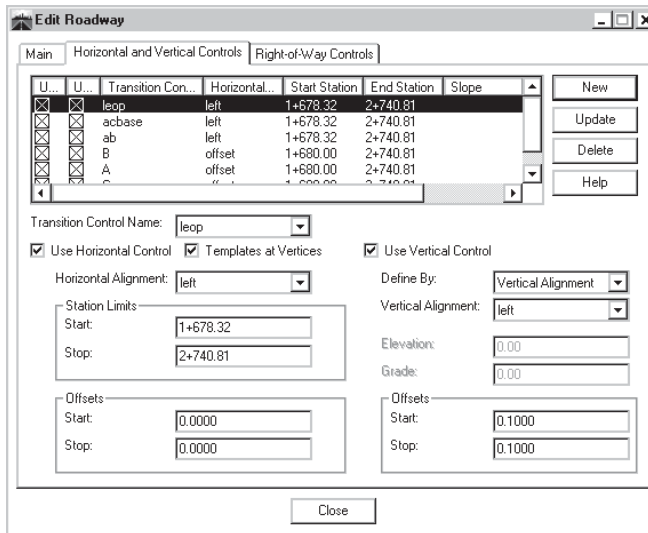 Edit Roadway
Main Horizontal and Vertical Controls Right-of-Way Controls
U... U... Transition Con... Horizontal... Start Station End Station Slope
leop left 1+678.32 2+740.81
acbase left 1+678.32 2+740.81
ab left 1+678.32 2+740.81
B offset 1+680.00 2+740.81
A offset 1+680.00 2+740.81
New
Update
Delete
Help
Transition Control Name: leop
Use Horizontal Control Templates at Vertices Use Vertical Control
Horizontal Alignment: left
Define By: Vertical Alignment
Station Limits
Vertical Alignment: left
Start: 1+678.32
Stop: 2+740.81
Elevation: 0.00
Grade: 0.00
Offsets
Start: 0.0000
Stop: 0.0000
Offsets
Start: 0.1000
Stop: 0.1000
Close